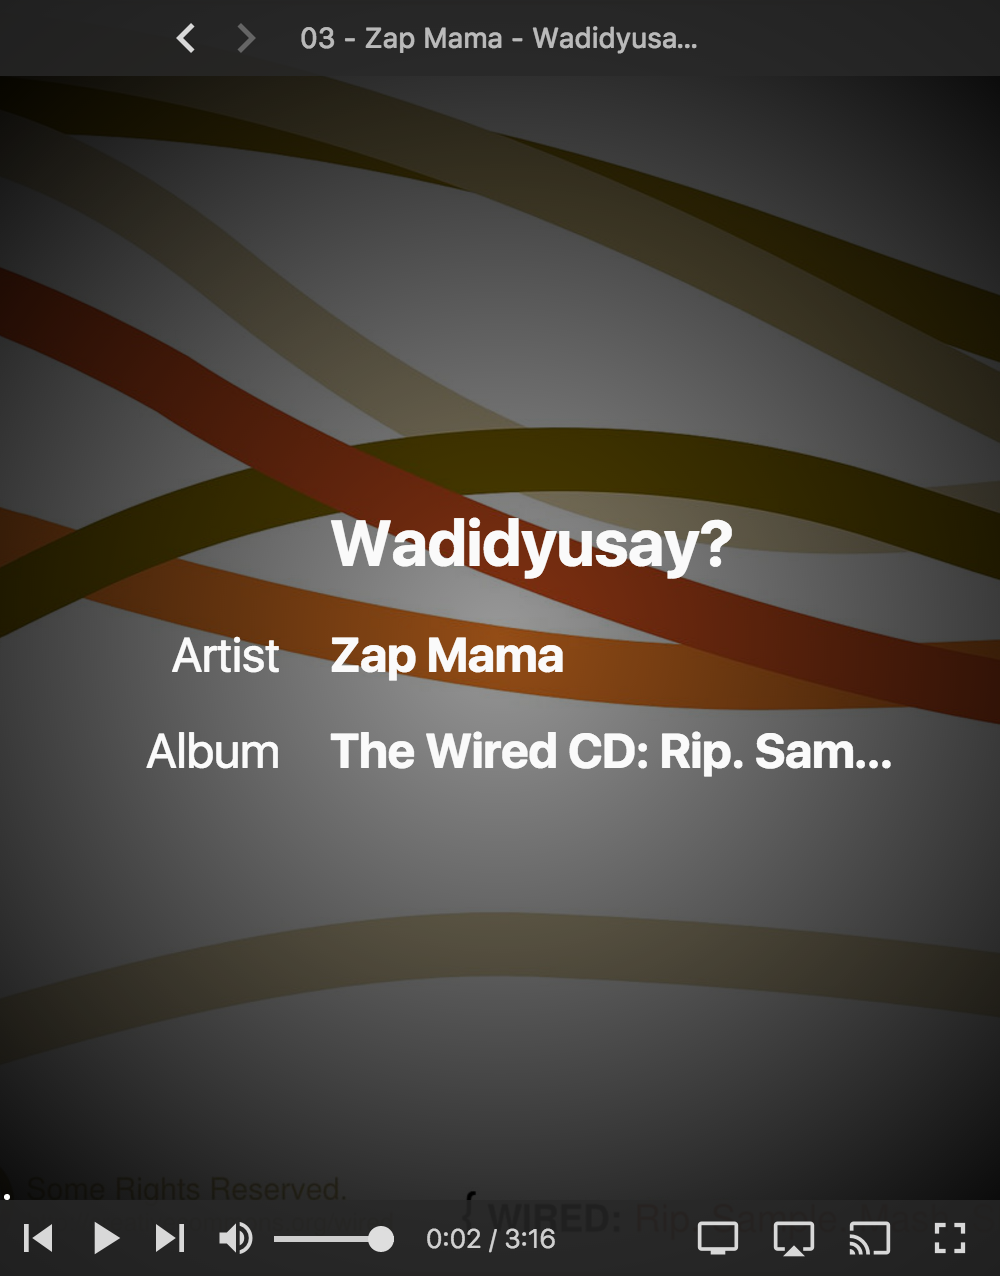 03 - Zap Mama - Wadidyusa...
Wadidyusay?
Artist Zap Mama
Album The Wired CD: Rip. Sam...
Some Rights Reserved.
{ WIRED: Rip. Sample. Mas
0:02 / 3:16